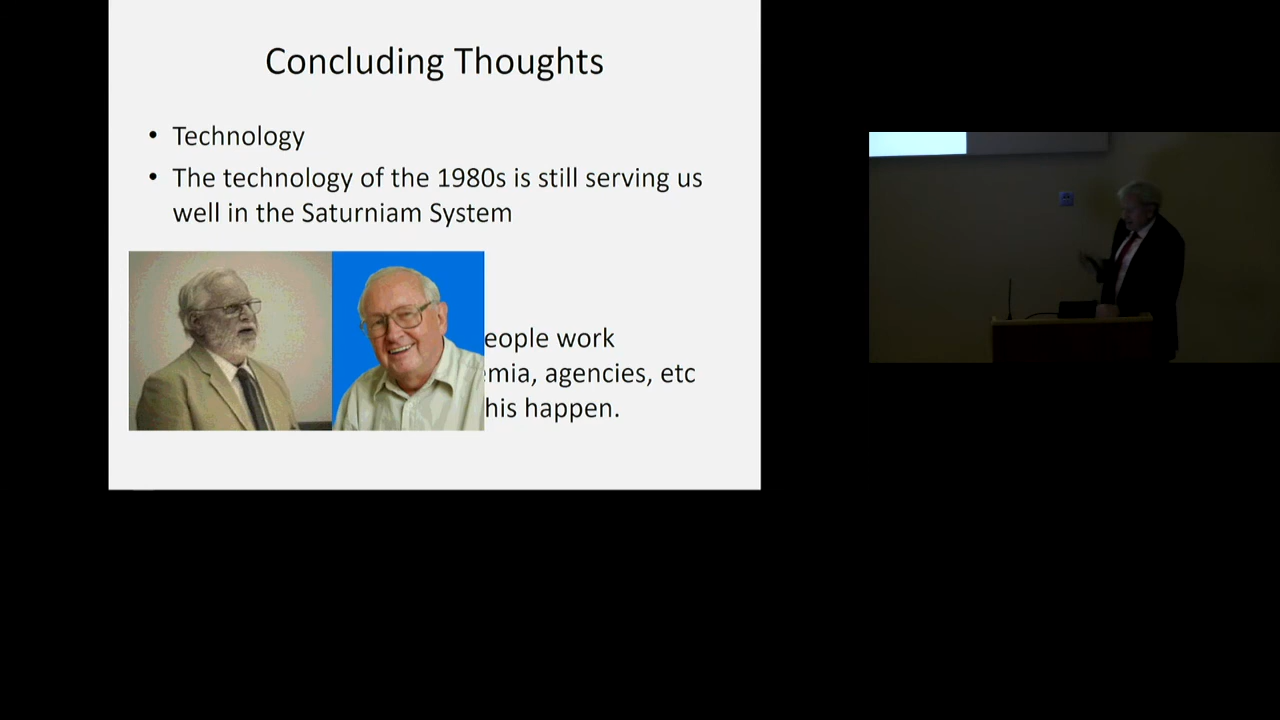 Concluding Thoughts
• Technology
• The technology of the 1980s is still serving us
well in the Saturniam System
eople work
emia, agencies, etc
his happen.